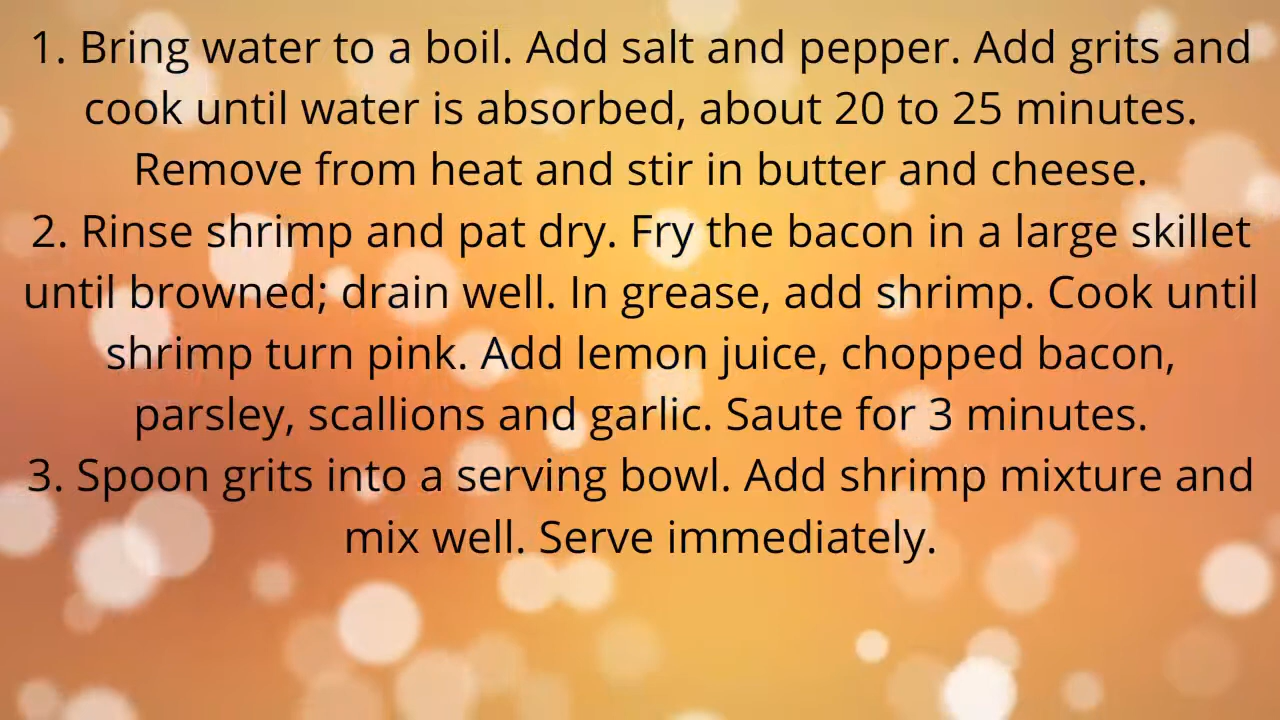 1. Bring water to a boil. Add salt and pepper. Add grits and
cook until water is absorbed, about 20 to 25 minutes.
Remove from heat and stir in butter and cheese.
2. Rinse shrimp and pat dry. Fry the bacon in a large skillet
until browned; drain well. In grease, add shrimp. Cook until
shrimp turn pink. Add lemon juice, chopped bacon,
parsley, scallions and garlic. Saute for 3 minutes.
3. Spoon grits into a serving bowl. Add shrimp mixture and
mix well. Serve immediately.